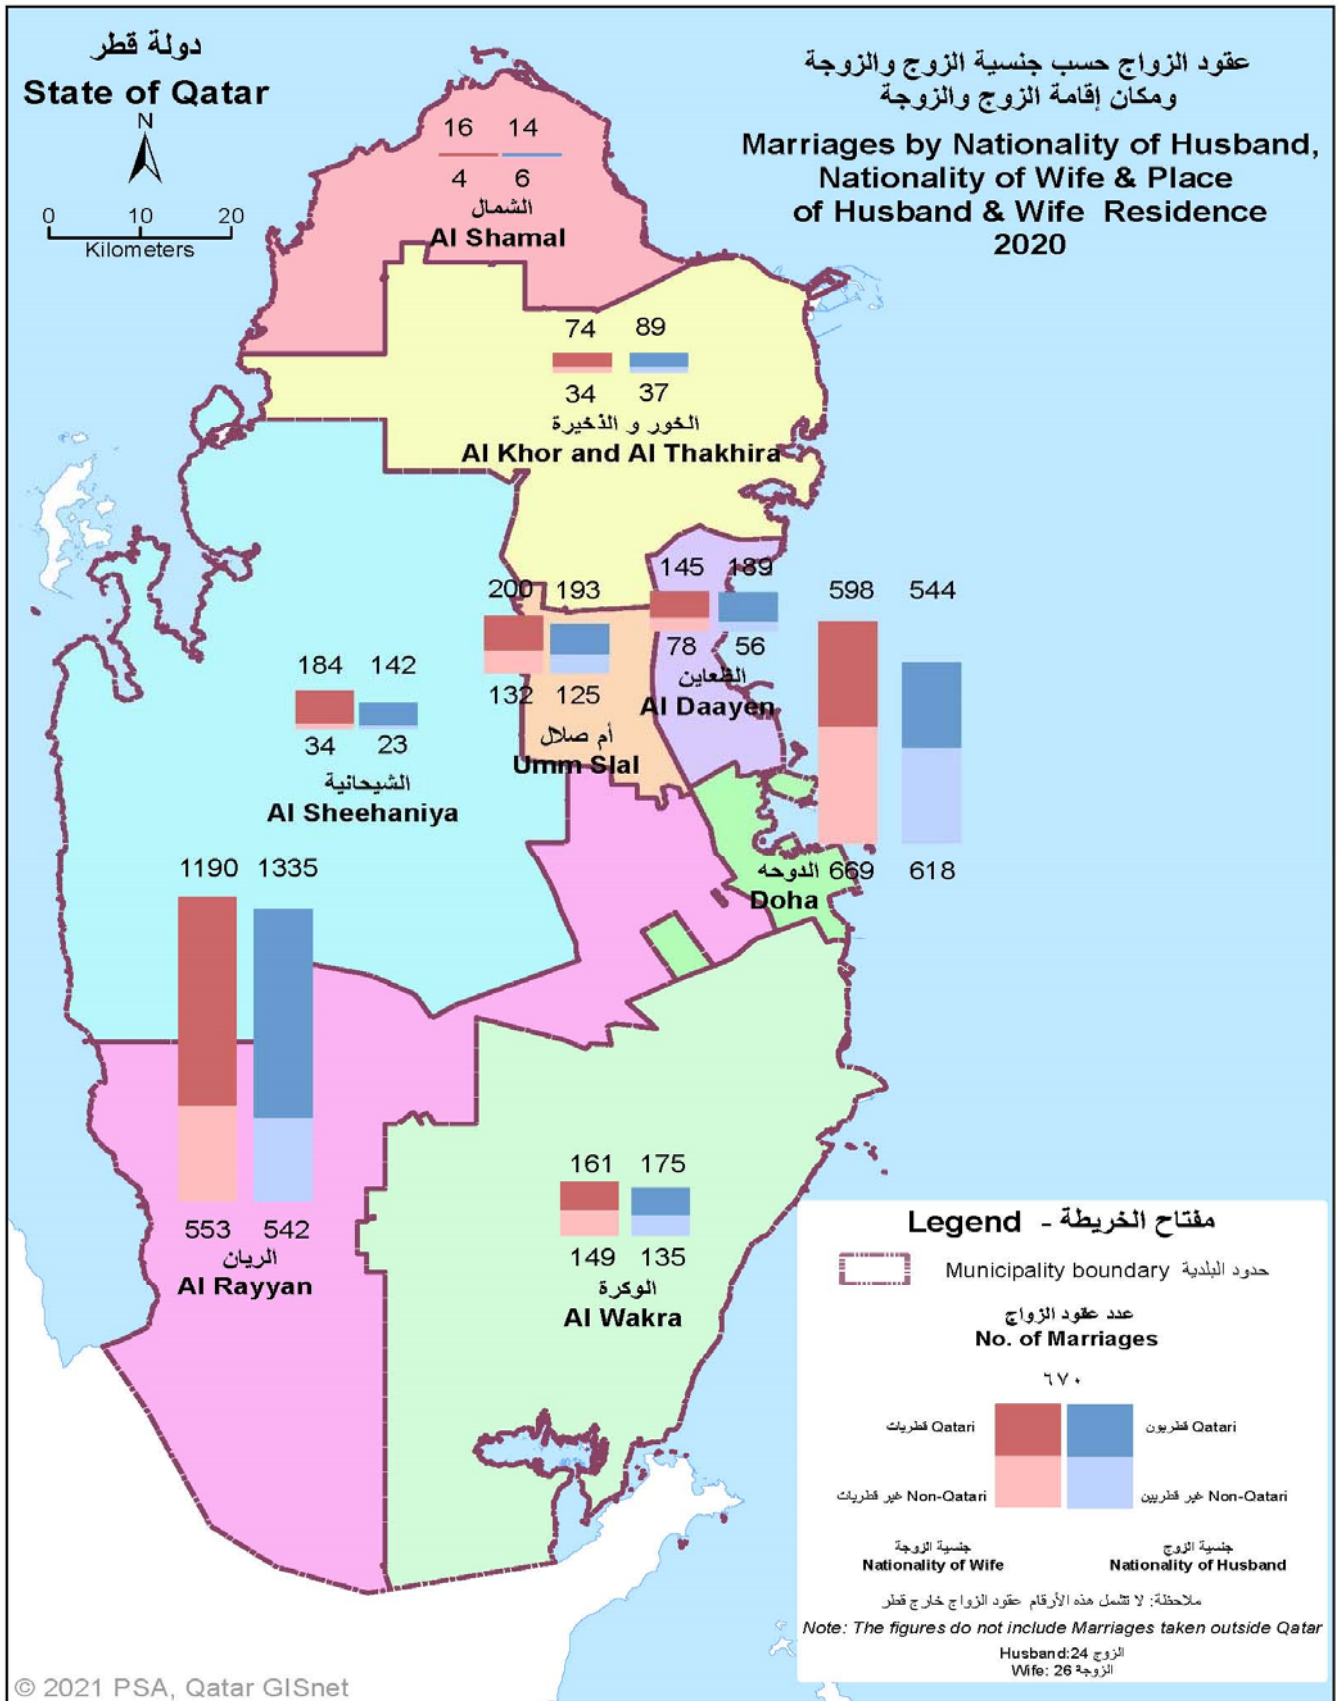 دولة قطر
State of Qatar
N
0 10 20
Kilometers
عقود الزواج حسب جنسية الزوج والزوجة
ومكان إقامة الزوج والزوجة
Marriages by Nationality of Husband,
Nationality of Wife & Place
of Husband & Wife Residence
2020
16 14
4 6
الشمال
Al Shamal
74 89
34 37
الخور و الذخيرة
Al Khor and Al Thakhira
145 189
78 56
الظعاين
Al Daayen
200 193
132 125
أم صلال
Umm Slal
184 142
34 23
الشيحانية
Al Sheehaniya
598 544
669 618
الدوحه
Doha
1190 1335
553 542
الريان
Al Rayyan
161 175
149 135
الوكرة
Al Wakra
Legend - مفتاح الخريطة
Municipality boundary حدود البلدية
عدد عقود الزواج
No. of Marriages
٦٧٠
قطريات Qatari
قطريون Qatari
غير قطريات Non-Qatari
غير قطريين Non-Qatari
جنسية الزوجة
Nationality of Wife
جنسية الزوج
Nationality of Husband
ملاحظة: لا تشمل هذه الأرقام عقود الزواج خارج قطر
Note: The figures do not include Marriages taken outside Qatar
Husband:24 الزوج
Wife: 26 الزوجة
© 2021 PSA, Qatar GISnet